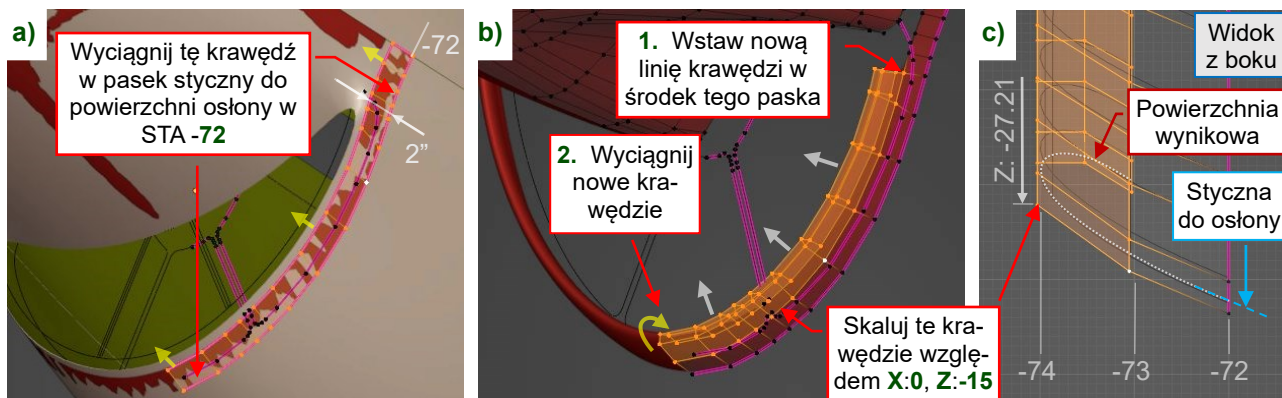 a)
Wyciągnij tę krawędź
w pasek styczny do
powierzchni osłony w
STA -72
-72
2”
b)
1. Wstaw nową
linię krawędzi w
środek tego paska
2. Wyciągnij
nowe kra-
wędzie
Skaluj te kra-
wędzie wzglę-
dem X:0, Z:-15
c)
Widok
z boku
Powierzchnia
wynikowa
Z: -27.21
Styczna
do osłony
-74
-73
-72